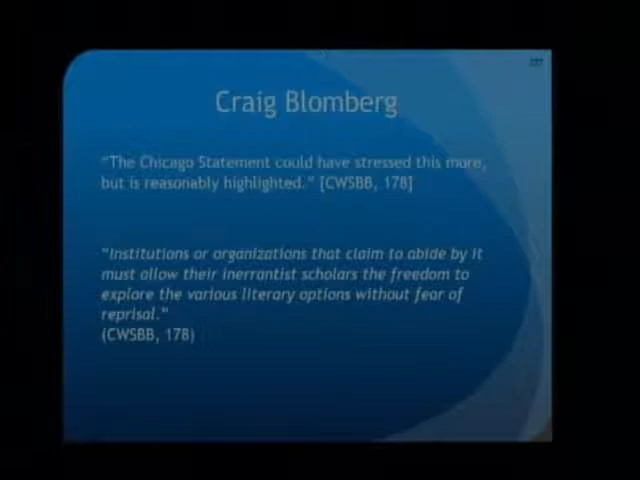 Craig Blomberg
"The Chicago Statement could have stressed this more,
but is reasonably highlighted." [CWSBB, 178]
"Institutions or organizations that claim to abide by it
must allow their inerrantist scholars the freedom to
explore the various literary options without fear of
reprisal."
(CWSBB, 178)